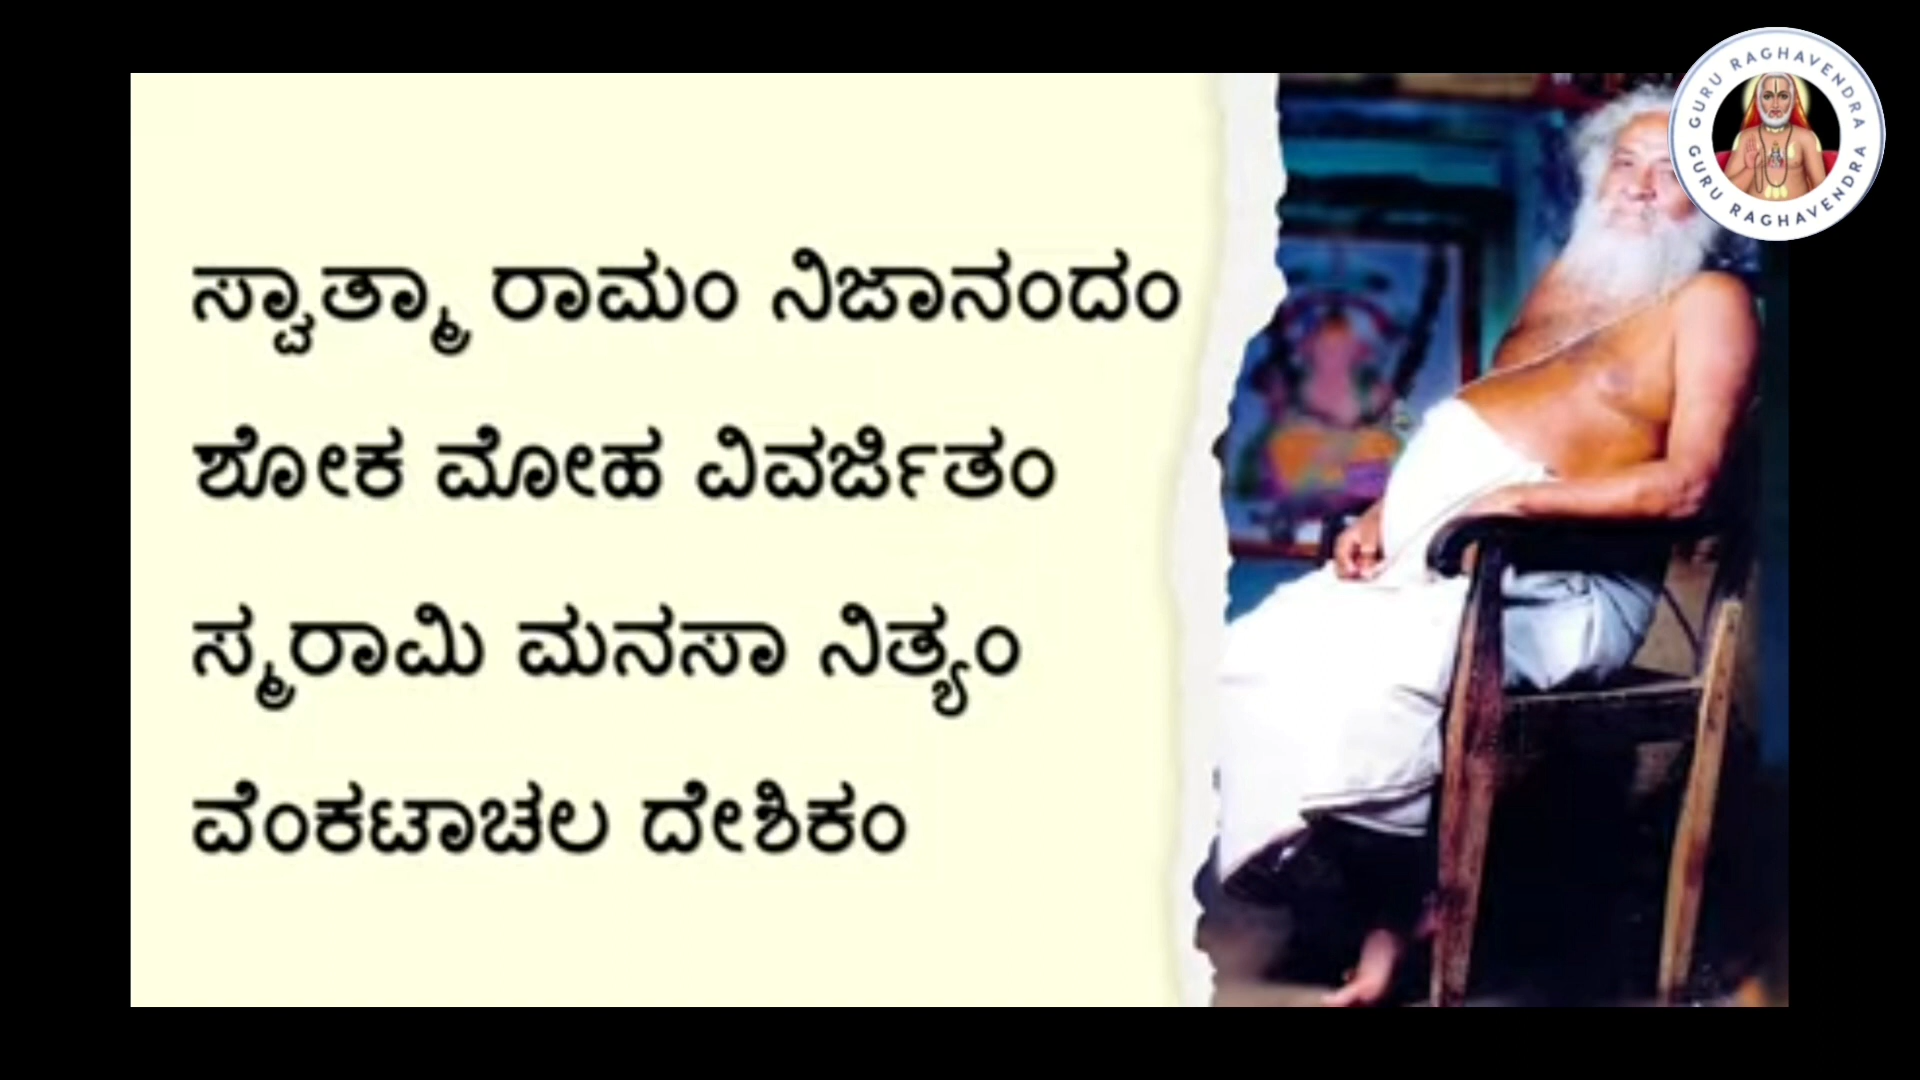 ಸ್ವಾತ್ಮಾ ರಾಮಂ ನಿಜಾನಂದಂ
ಶೋಕ ಮೋಹ ವಿವರ್ಜಿತಂ
ಸ್ಮರಾಮಿ ಮನಸಾ ನಿತ್ಯಂ
ವೆಂಕಟಾಚಲ ದೇಶಿಕಂ
GURU RAGHAVENDRA
GURU RAGHAVENDRA